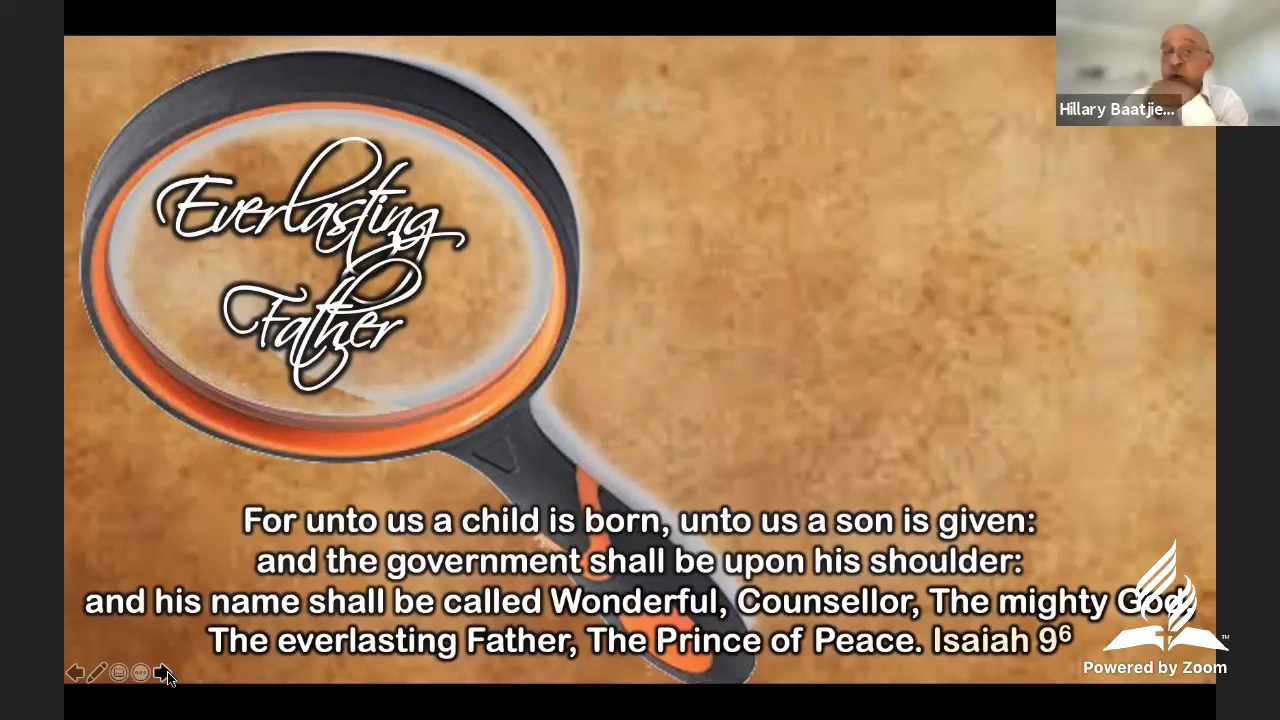 Hillary Baatjie...
Everlasting
Father
For unto us a child is born, unto us a son is given:
and the government shall be upon his shoulder:
and his name shall be called Wonderful, Counsellor, The mighty God,
The everlasting Father, The Prince of Peace. Isaiah 9⁶
TM
Powered by Zoom